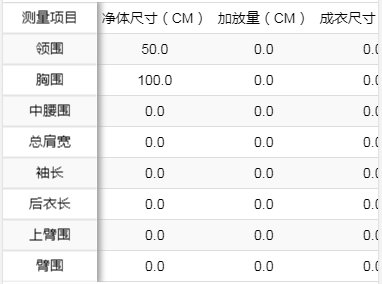 测量项目 净体尺寸（CM） 加放量（CM） 成衣尺寸
领围 50.0 0.0 0.0
胸围 100.0 0.0 0.0
中腰围 0.0 0.0 0.0
总肩宽 0.0 0.0 0.0
袖长 0.0 0.0 0.0
后衣长 0.0 0.0 0.0
上臂围 0.0 0.0 0.0
臂围 0.0 0.0 0.0